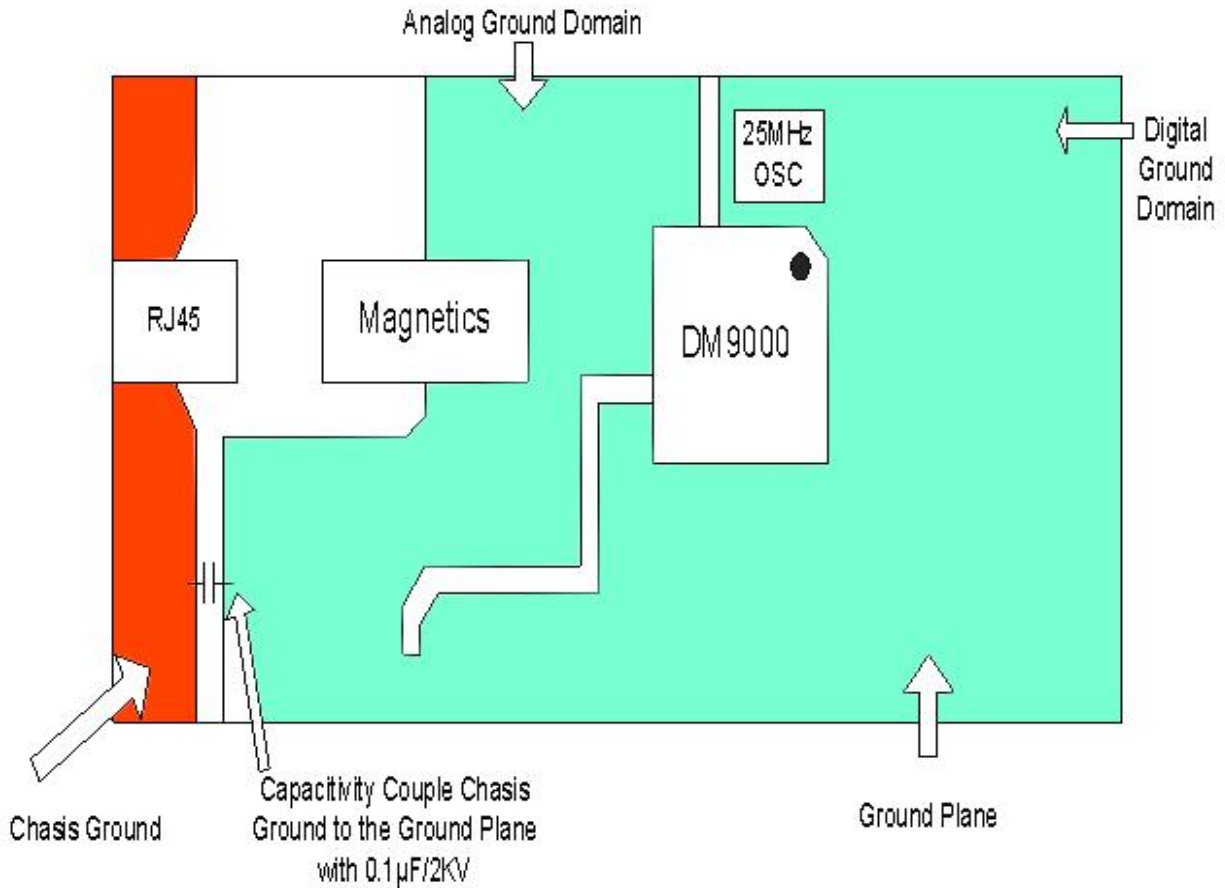 Analog Ground Domain
25MHz
OSC
Digital
Ground
Domain
RJ45
Magnetics
DM9000
Chasis Ground
Capacitivity Couple Chasis
Ground to the Ground Plane
with 0.1µF/2KV
Ground Plane